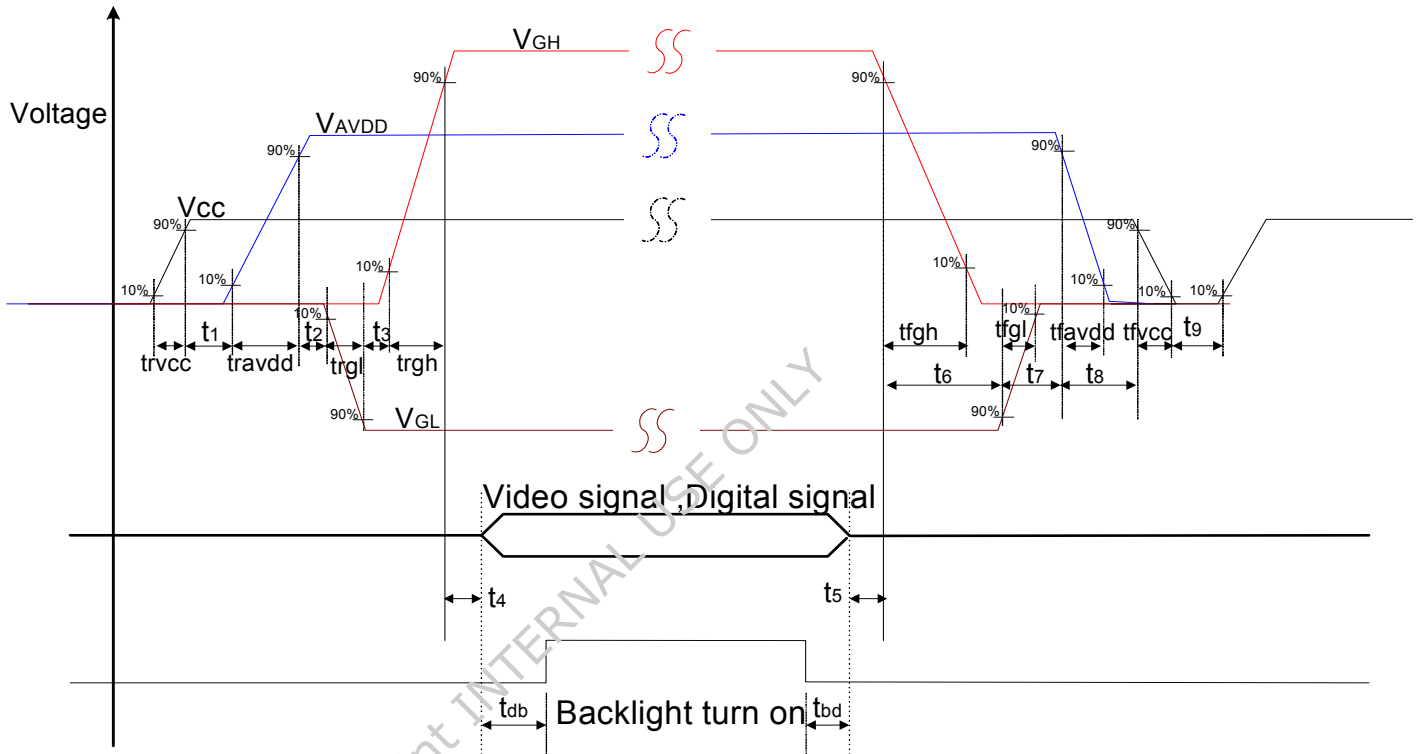 VGH
90%
90%
Voltage
VAVDD
90%
90%
Vcc
90%
90%
10%
10%
10%
10%
10%
10%
10%
10%
10%
t1
t2
t3
trvcc
travdd
trgl
trgh
tfgh
tfgl
tfavdd
tfvcc
t9
t6
t7
t8
90%
VGL
90%
Video signal ,Digital signal
t4
t5
tdb
Backlight turn on
tbd
nt INTERNAL USE ONLY